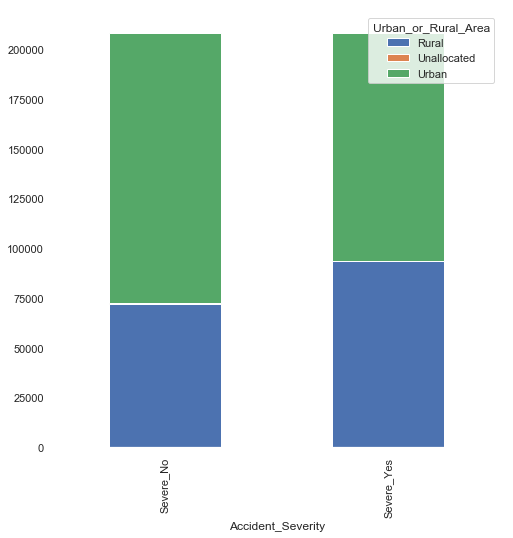 Urban_or_Rural_Area
Rural
Unallocated
Urban
200000
175000
150000
125000
100000
75000
50000
25000
0
Severe_No
Severe_Yes
Accident_Severity